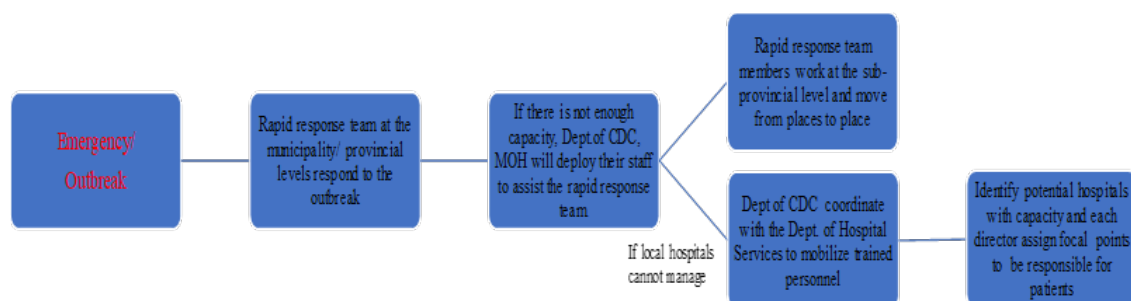 Emergency/
Outbreak
Rapid response team at the
municipality/ provincial
levels respond to the
outbreak
If there is not enough
capacity, Dept.of CDC,
MOH will deploy their staff
to assist the rapid response
team.
Rapid response team
members work at the sub-
provincial level and move
from places to place
If local hospitals
cannot manage
Dept of CDC coordinate
with the Dept. of Hospital
Services to mobilize trained
personnel
Identify potential hospitals
with capacity and each
director assign focal points
to be responsible for
patients